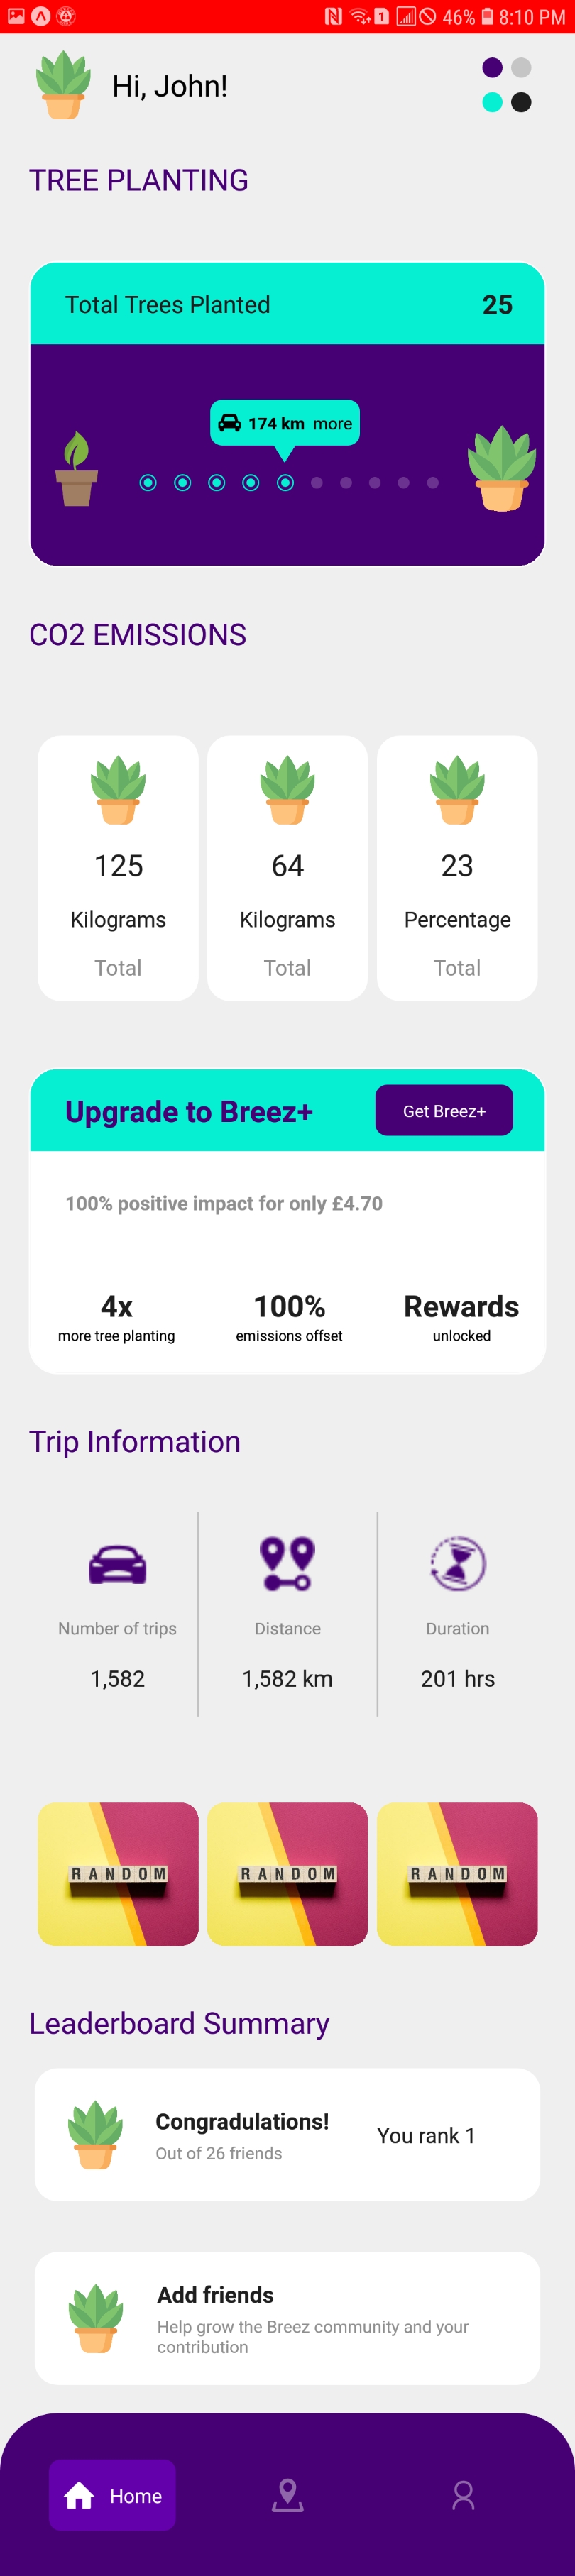 46% 8:10 PM
Hi, John!
TREE PLANTING
Total Trees Planted 25
174 km more
CO2 EMISSIONS
125 64 23
Kilograms Kilograms Percentage
Total Total Total
Upgrade to Breez+ Get Breez+
100% positive impact for only £4.70
4x 100% Rewards
more tree planting emissions offset unlocked
Trip Information
Number of trips Distance Duration
1,582 1,582 km 201 hrs
RANDOM RANDOM RANDOM
Leaderboard Summary
Congradulations! You rank 1
Out of 26 friends
Add friends
Help grow the Breez community and your
contribution
Home